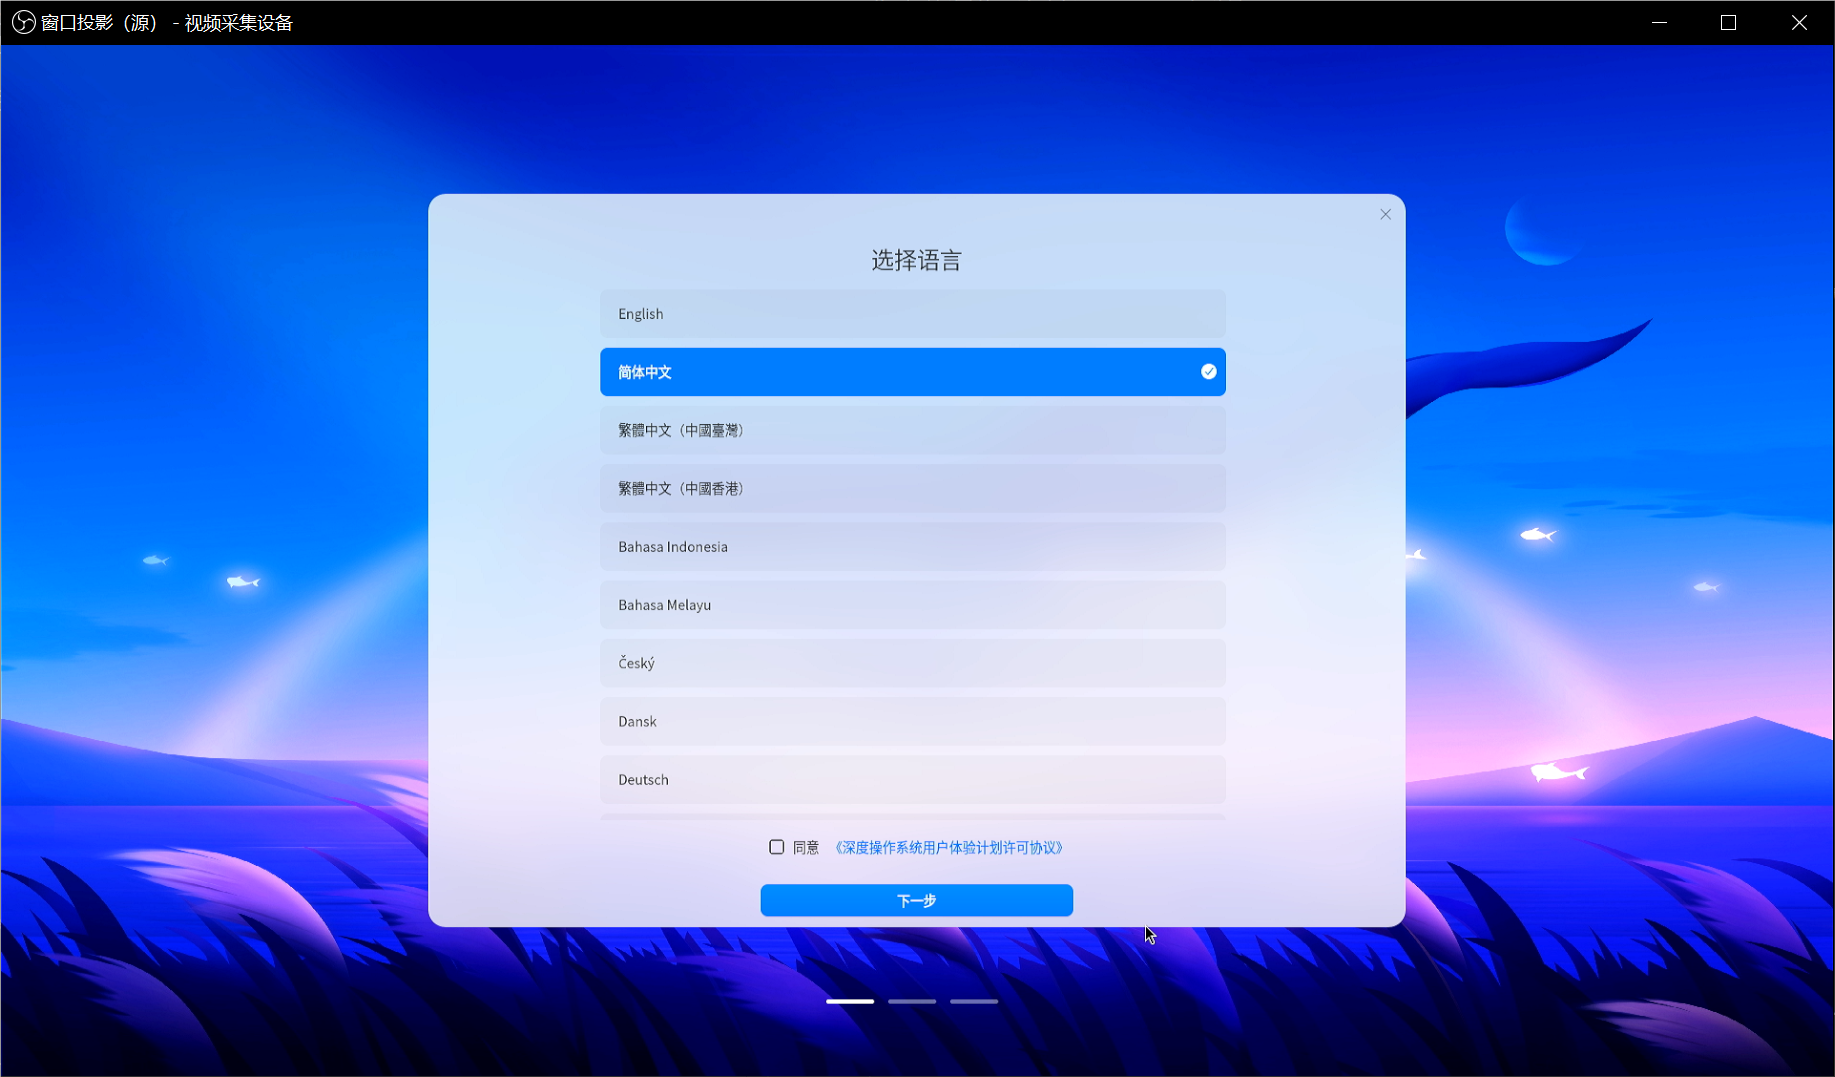 窗口投影（源） - 视频采集设备
选择语言
English
简体中文
繁體中文（中國臺灣）
繁體中文（中國香港）
Bahasa Indonesia
Bahasa Melayu
Český
Dansk
Deutsch
同意 《深度操作系统用户体验计划许可协议》
下一步